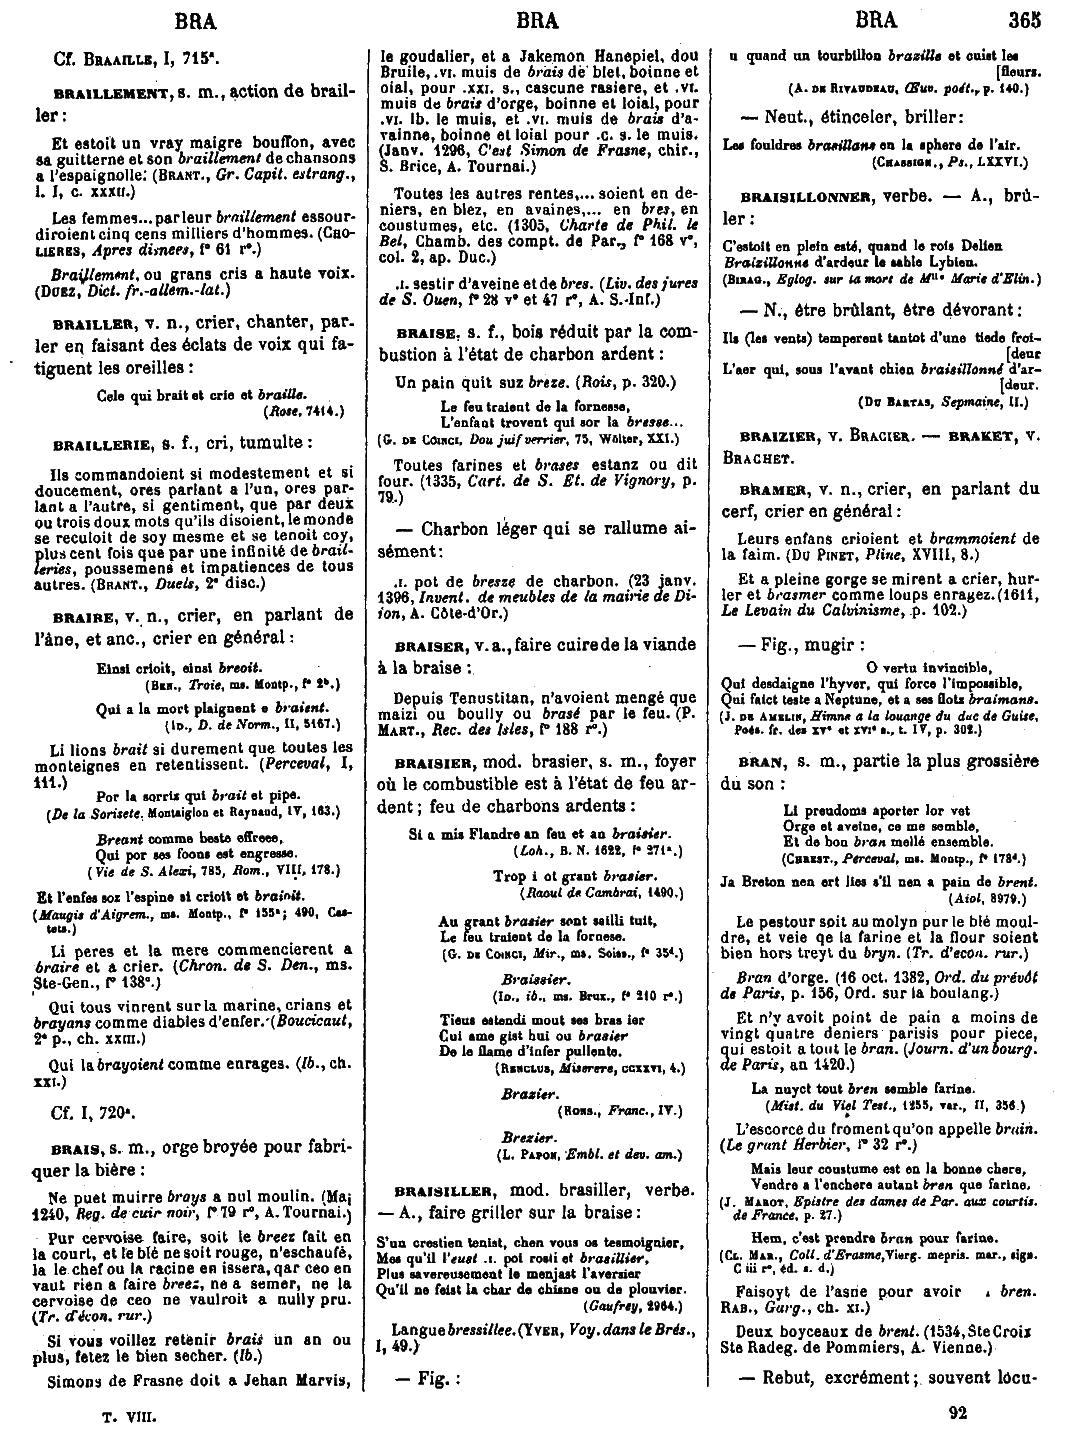 BRA
BRA
BRA
365
Cf. BRAAILLE, I, 715ª.
BRAILLEMENT, s. m., action de brail-
ler :
Et estoit un vray maigre bouffon, avec
sa guitterne et son braillement de chansons
a l'espaignolle: (BRANT., Gr. Capit. estrang.,
l. I, c. XXXII.)
Les femmes... par leur braillement essour-
diroient cinq cens milliers d'hommes. (CHO-
LIERES, Apres disnees, f° 61 r°.)
Braillement, ou grans cris a haute voix.
(DUEZ, Dict. fr.-allem.-lat.)
BRAILLER, v. n., crier, chanter, par-
ler en faisant des éclats de voix qui fa-
tiguent les oreilles :
Cele qui brait et crie et braille.
(Rose, 7414.)
BRAILLERIE, s. f., cri, tumulte :
Ils commandoient si modestement et si
doucement, ores parlant a l'un, ores par-
lant a l'autre, si gentiment, que par deux
ou trois doux mots qu'ils disoient, le monde
se reculoit de soy mesme et se tenoit coy,
plus cent fois que par une infinité de brail-
leries, poussemens et impatiences de tous
autres. (BRANT., Duels, 2ᵉ disc.)
BRAIRE, v. n., crier, en parlant de
l'âne, et anc., crier en général :
Einsi crioit, einsi breoit.
(BEN., Troie, ms. Montp., f° 2ᵇ.)
Qui a la mort plaignent e braient.
(ID., D. de Norm., II, 5167.)
Li lions brait si durement que toutes les
monteignes en retentissent. (Perceval, I,
111.)
Por la sorriz qui brait et pipe.
(De la Sorisete, Montaiglon et Raynaud, IV, 163.)
Breant comme beste effreee,
Qui por ses foons est engresse.
(Vie de S. Alexi, 785, Rom., VIII, 178.)
Et l'enfes soz l'espine si crioit et brainit.
(Maugis d'Aigrem., ms. Montp., f° 155ª; 490, Cas-
tets.)
Li peres et la mere commencierent a
braire et a crier. (Chron. de S. Den., ms.
Ste-Gen., f° 138ᵃ.)
Qui tous vinrent sur la marine, crians et
brayans comme diables d'enfer. (Boucicaut,
2ᵉ p., ch. XXIII.)
Qui la brayoient comme enrages. (Ib., ch.
XXI.)
Cf. I, 720ª.
BRAIS, s. m., orge broyée pour fabri-
quer la bière :
Ne puet muirre brays a nul moulin. (Mai
1240, Reg. de cuir noir, f° 79 r°, A. Tournai.)
Pur cervoise faire, soit le breez fait en
la court, et le blé ne soit rouge, n'eschaufé,
la le chef ou la racine en issera, qar ceo en
vaut rien a faire breez, ne a semer, ne la
cervoise de ceo ne vaulroit a nully pru.
(Tr. d'écon. rur.)
Si vous voillez retenir brais un an ou
plus, fetez le bien secher. (Ib.)
Simons de Frasne doit a Jehan Marvis,
T. VIII.
le goudalier, et a Jakemon Hanepiel, dou
Bruile, .VI. muis de brais de blet, boinne et
oial, pour .XXI. s., cascune rasiere, et .VI.
muis de brais d'orge, boinne et loial, pour
.VI. lb. le muis, et .VI. muis de brais d'a-
vainne, boinne et loial pour .C. s. le muis.
(Janv. 1296, C'est Simon de Frasne, chir.,
S. Brice, A. Tournai.)
Toutes les autres rentes,... soient en de-
niers, en blez, en avaines,... en bres, en
coustumes, etc. (1305, Charte de Phil. le
Bel, Chamb. des compt. de Par., f° 168 v°,
col. 2, ap. Duc.)
.I. sestir d'aveine et de bres. (Liv. des jures
de S. Ouen, f° 28 v° et 47 r°, A. S.-Inf.)
BRAISE, s. f., bois réduit par la com-
bustion à l'état de charbon ardent :
Un pain quit suz breze. (Rois, p. 320.)
Le feu traient de la fornesse,
L'enfant trovent qui sor la bresse...
(G. DE COINCI, Dou juif verrier, 75, Wolter, XXI.)
Toutes farines et brases estanz ou dit
four. (1335, Cart. de S. Et. de Vignory, p.
79.)
— Charbon léger qui se rallume ai-
sément :
.I. pot de bresze de charbon. (23 janv.
1396, Invent. de meubles de la mairie de Di-
jon, A. Côte-d'Or.)
BRAISER, v. a., faire cuire de la viande
à la braise :
Depuis Tenustitan, n'avoient mengé que
maizi ou boully ou brasé par le feu. (P.
MART., Rec. des Isles, f° 188 r°.)
BRAISIER, mod. brasier, s. m., foyer
où le combustible est à l'état de feu ar-
dent ; feu de charbons ardents :
Si a mis Flandre an feu et an braisier.
(Loh., B. N. 1622, f° 271ᵃ.)
Trop i ot grant brasier.
(Raoul de Cambrai, 1490.)
Au grant brasier sont sailli tuit,
Le feu traient de la fornese.
(G. DE COINCI, Mir., ms. Soiss., f° 35ᵈ.)
Braissier.
(ID., ib., ms. Brux., f° 210 r°.)
Tieus estendi mout ses bras ier
Cui ame gist hui ou brasier
De le flame d'infer pullente.
(RENCLUS, Miserere, CCXXVI, 4.)
Brazier.
(RONS., Franc., IV.)
Brezier.
(L. PAPON, Embl. et dev. am.)
BRAISILLER, mod. brasiller, verbe.
— A., faire griller sur la braise :
S'un crestien tenist, chen vous os tesmoignier,
Mes qu'il l'eust .I. poi rosti et brasillier,
Plus savereusement le menjast l'aversier
Qu'il ne feist la char de chisne ou de plouvier.
(Gaufrey, 2964.)
Langue bressillee. (YVER, Voy. dans le Brés.,
I, 49.)
— Fig. :
u quand un tourbillon brazille et cuist les
[fleurs.
(A. DE RIVAUDEAU, Œuv. poét., p. 140.)
— Neut., étinceler, briller :
Les fouldres brasillans en la sphere de l'air.
(CHASSIGN., Ps., LXXVI.)
BRAISILLONNER, verbe. — A., brû-
ler :
C'estoit en plein esté, quand le rois Delien
Braizillonne d'ardeur le sable Lybien.
(BIRAG., Eglog. sur la mort de Mˡˡᵉ Marie d'Elin.)
— N., être brûlant, être dévorant :
Ils (les vents) temperent tantot d'une tiede froi-
[deur
L'aer qui, sous l'avant chien braisillonné d'ar-
[deur.
(DU BARTAS, Sepmaine, II.)
BRAIZIER, v. BRACIER. — BRAKET, v.
BRACHET.
BRAMER, v. n., crier, en parlant du
cerf, crier en général :
Leurs enfans crioient et brammoient de
la faim. (DU PINET, Pline, XVIII, 8.)
Et a pleine gorge se mirent a crier, hur-
ler et brasmer comme loups enragez. (1611,
Le Levain du Calvinisme, p. 102.)
— Fig., mugir :
O vertu invincible,
Qui desdaigne l'hyver, qui force l'impossible,
Qui faict teste a Neptune, et a ses flots braimans.
(J. DE AMELIN, Himne a la louange du duc de Guise,
Poés. fr. des XVᵉ et XVIᵉ s., t. IV, p. 302.)
BRAN, s. m., partie la plus grossière
du son :
Li preudoms aporter lor vet
Orge et aveine, ce me semble,
Et de bon bran mellé ensemble.
(CHREST., Perceval, ms. Montp., f° 178ᵈ.)
Ja Breton nen ert lies s'il nen a pain de brent.
(Aiol, 8979.)
Le pestour soit au molyn pur le blé moul-
dre, et veie qe la farine et la flour soient
bien hors treyt du bryn. (Tr. d'econ. rur.)
Bran d'orge. (16 oct. 1382, Ord. du prévôt
de Paris, p. 156, Ord. sur la boulang.)
Et n'y avoit point de pain a moins de
vingt quatre deniers parisis pour piece,
qui estoit a tout le bran. (Journ. d'un bourg.
de Paris, an 1420.)
La nuyct tout bren semble farine.
(Mist. du Viel Test., 1255, var., II, 356.)
L'escorce du froment qu'on appelle brain.
(Le grant Herbier, f° 32 r°.)
Mais leur coustume est en la bonne chere,
Vendre a l'enchere autant bren que farine.
(J. MAROT, Epistre des dames de Par. aux courtis.
de France, p. 27.)
Hem, c'est prendre bran pour farine.
(CL. MAR., Coll. d'Erasme, Vierg. mepris. mar., sign.
C iii r°, éd. s. d.)
Faisoyt de l'asne pour avoir bren.
RAB., Garg., ch. XI.)
Deux boyceaux de brent. (1534, Ste Croix
Ste Radeg. de Pommiers, A. Vienne.)
— Rebut, excrément ; souvent locu-
92